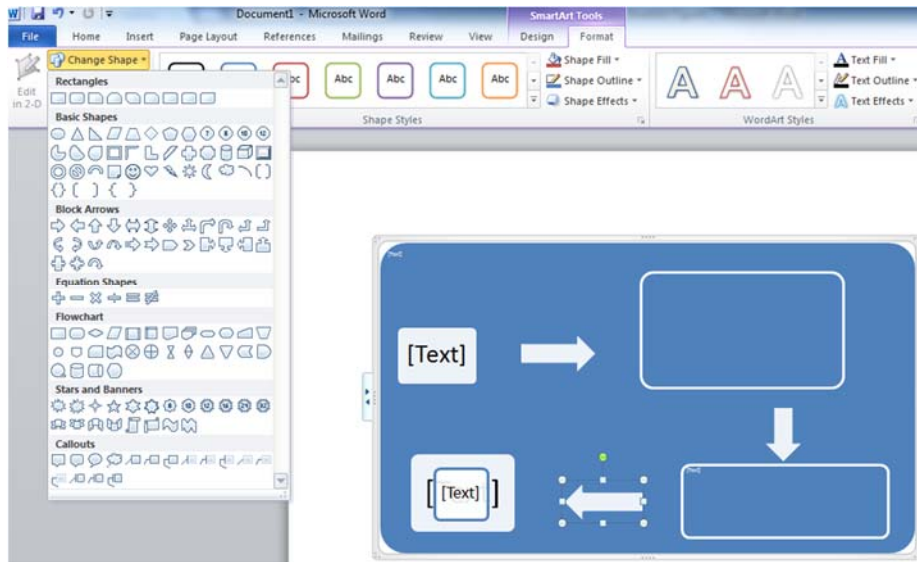 Document1 - Microsoft Word
SmartArt Tools
File Home Insert Page Layout References Mailings Review View Design Format
Change Shape
Edit
in 2-D
Abc Abc Abc Abc Abc
Shape Fill
Shape Outline
Shape Effects
A A A
Text Fill
Text Outline
Text Effects
Shape Styles
WordArt Styles
Rectangles
Basic Shapes
Block Arrows
Equation Shapes
Flowchart
Stars and Banners
Callouts
[Text]
[Text]
[Text]
[ [Text] ]